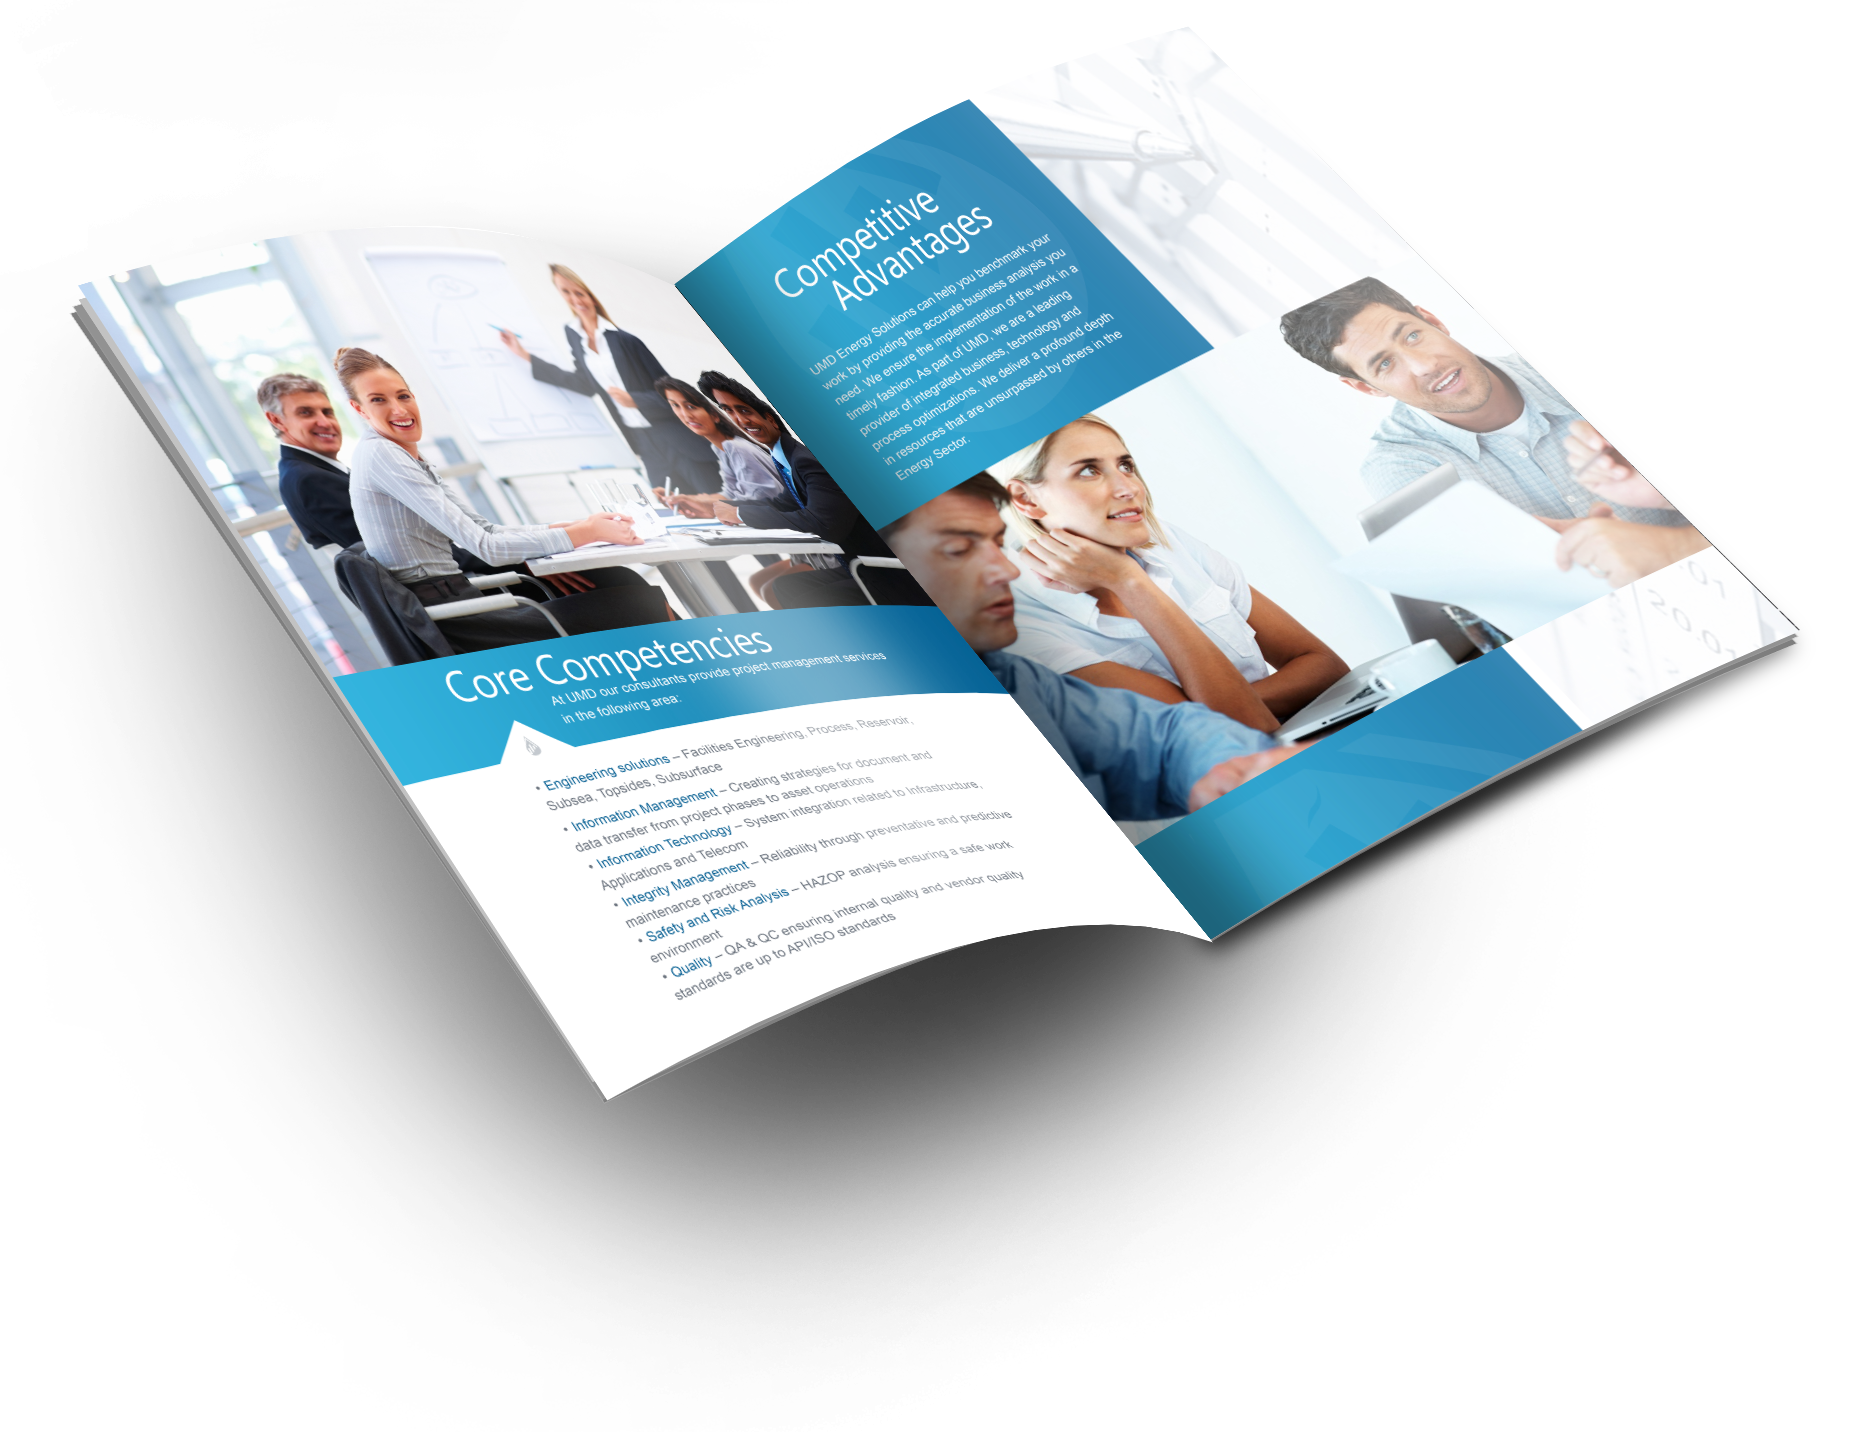 Core Competencies
At UMD our consultants provide project management services
in the following area:
• Engineering solutions – Facilities Engineering, Process, Reservoir,
Subsea, Topsides, Subsurface
• Information Management – Creating strategies for document and
data transfer from project phases to asset operations
• Information Technology – System integration related to Infrastructure,
Applications and Telecom
• Integrity Management – Reliability through preventative and predictive
maintenance practices
• Safety and Risk Analysis – HAZOP analysis ensuring a safe work
environment
• Quality – QA & QC ensuring internal quality and vendor quality
standards are up to API/ISO standards
Competitive
Advantages
UMD Energy Solutions can help you benchmark your
work by providing the accurate business analysis you
need. We ensure the implementation of the work in a
timely fashion. As part of UMD, we are a leading
provider of integrated business, technology and
process optimizations. We deliver a profound depth
in resources that are unsurpassed by others in the
Energy Sector.